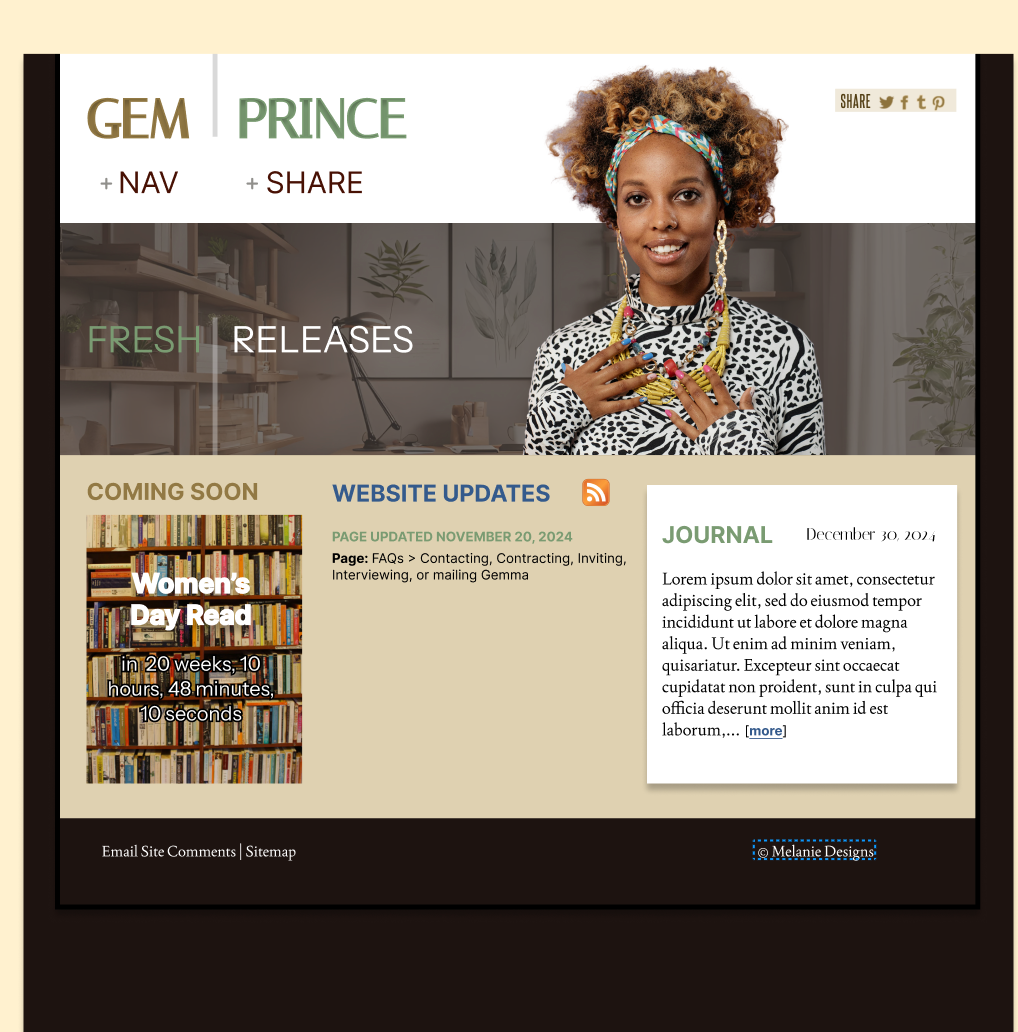 GEM PRINCE
SHARE
+ NAV + SHARE
FRESH RELEASES
COMING SOON
Women's
Day Read
in 20 weeks, 10
hours, 48 minutes,
10 seconds
WEBSITE UPDATES
PAGE UPDATED NOVEMBER 20, 2024
Page: FAQs > Contacting, Contracting, Inviting,
Interviewing, or mailing Gemma
JOURNAL December 30, 2024
Lorem ipsum dolor sit amet, consectetur
adipiscing elit, sed do eiusmod tempor
incididunt ut labore et dolore magna
aliqua. Ut enim ad minim veniam,
quisariatur. Excepteur sint occaecat
cupidatat non proident, sunt in culpa qui
officia deserunt mollit anim id est
laborum,... [more]
Email Site Comments | Sitemap
© Melanie Designs